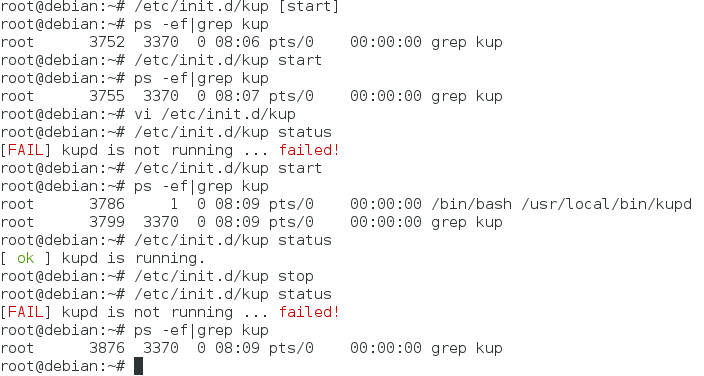 root@debian:~# /etc/init.d/kup [start]
root@debian:~# ps -ef|grep kup
root      3752  3370  0 08:06 pts/0    00:00:00 grep kup
root@debian:~# /etc/init.d/kup start
root@debian:~# ps -ef|grep kup
root      3755  3370  0 08:07 pts/0    00:00:00 grep kup
root@debian:~# vi /etc/init.d/kup
root@debian:~# /etc/init.d/kup status
[FAIL] kupd is not running ... failed!
root@debian:~# /etc/init.d/kup start
root@debian:~# ps -ef|grep kup
root      3786     1  0 08:09 pts/0    00:00:00 /bin/bash /usr/local/bin/kupd
root      3799  3370  0 08:09 pts/0    00:00:00 grep kup
root@debian:~# /etc/init.d/kup status
[ ok ] kupd is running.
root@debian:~# /etc/init.d/kup stop
root@debian:~# /etc/init.d/kup status
[FAIL] kupd is not running ... failed!
root@debian:~# ps -ef|grep kup
root      3876  3370  0 08:09 pts/0    00:00:00 grep kup
root@debian:~#